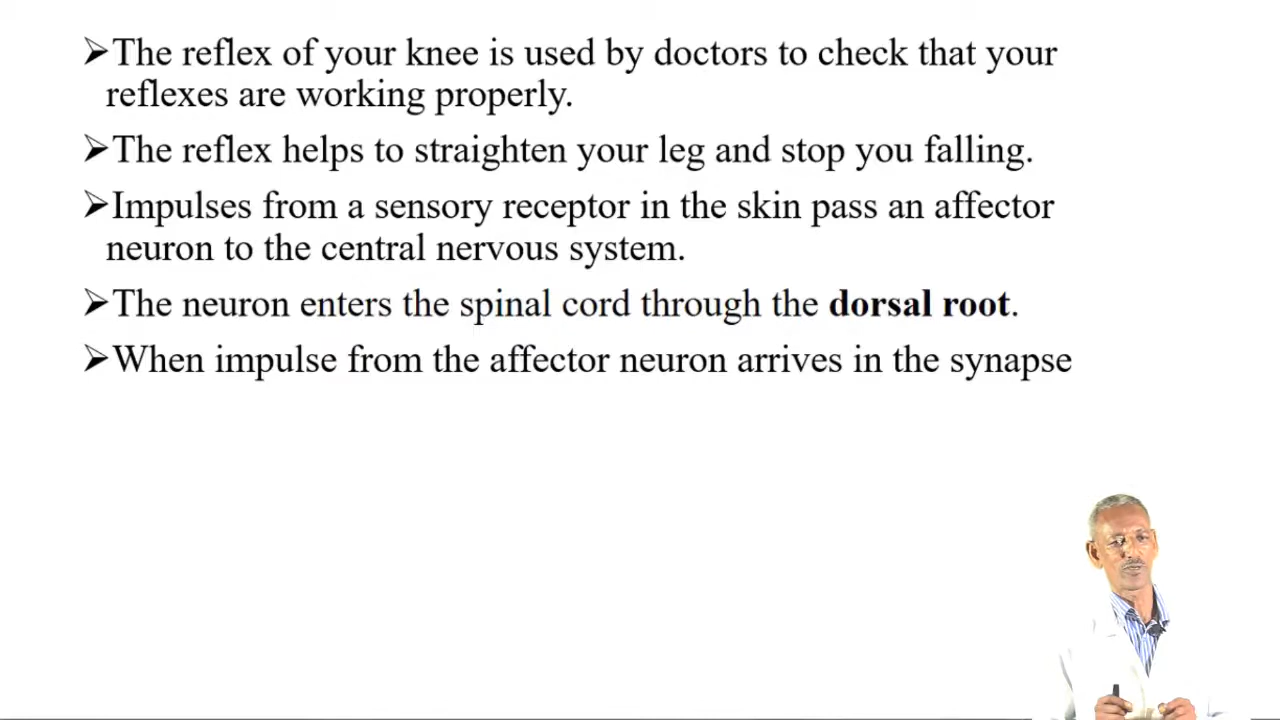 ➢The reflex of your knee is used by doctors to check that your
reflexes are working properly.
➢The reflex helps to straighten your leg and stop you falling.
➢Impulses from a sensory receptor in the skin pass an affector
neuron to the central nervous system.
➢The neuron enters the spinal cord through the dorsal root.
➢When impulse from the affector neuron arrives in the synapse